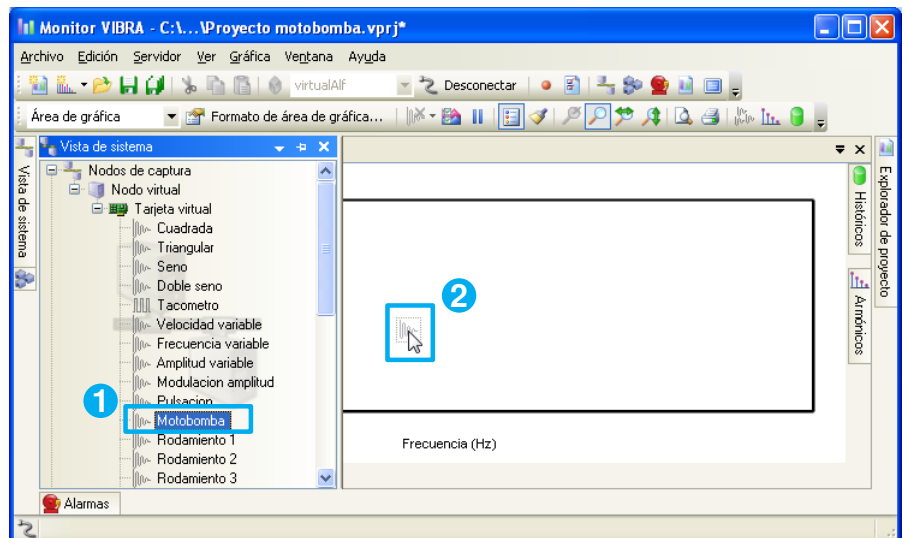 Monitor VIBRA - C:\...\Proyecto motobomba.vprj*
Archivo Edición Servidor Ver Gráfica Ventana Ayuda
virtualAlf Desconectar
Área de gráfica Formato de área de gráfica...
Vista de sistema
Vista de sistema
Nodos de captura
Nodo virtual
Tarjeta virtual
Cuadrada
Triangular
Seno
Doble seno
Tacometro
Velocidad variable
Frecuencia variable
Amplitud variable
Modulacion amplitud
Pulsacion
1
Motobomba
Rodamiento 1
Rodamiento 2
Rodamiento 3
2
Frecuencia (Hz)
Históricos
Armónicos
Explorador de proyecto
Alarmas